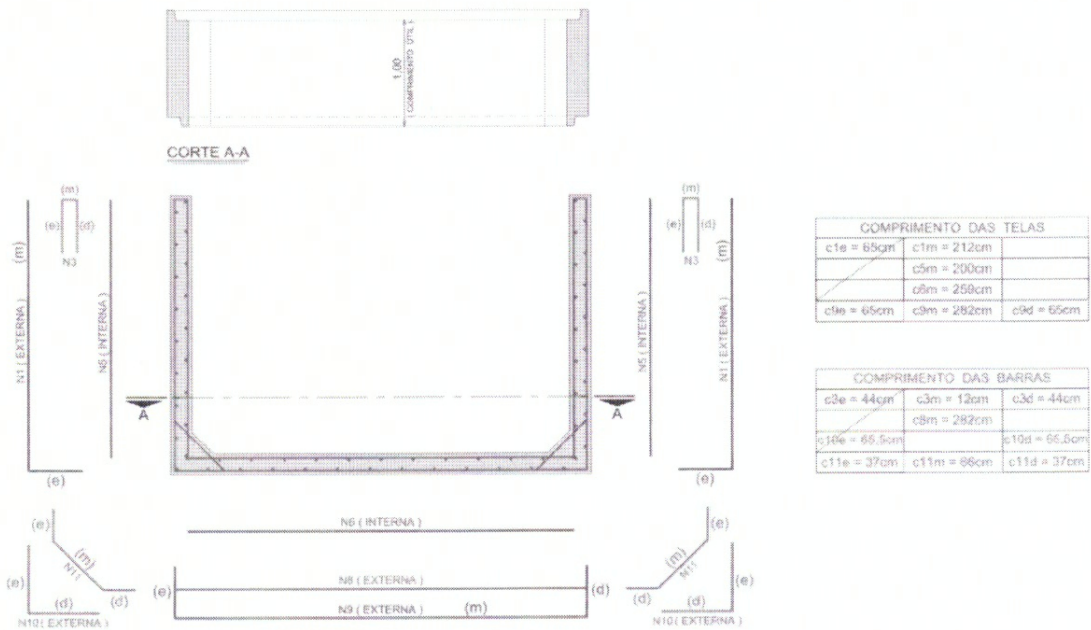 1,00
( COMPRIMENTO ÚTIL )
CORTE A-A
(m)
(e)
(d)
N3
(m)
N1 ( EXTERNA )
N5 ( INTERNA )
(e)
A
A
(m)
(e)
(d)
N3
(m)
N5 ( INTERNA )
N1 ( EXTERNA )
(e)
COMPRIMENTO DAS TELAS
c1e = 65cm c1m = 212cm
c5m = 200cm
c6m = 259cm
c9e = 65cm c9m = 282cm c9d = 65cm
COMPRIMENTO DAS BARRAS
c3e = 44cm c3m = 12cm c3d = 44cm
c8m = 282cm
c10e = 65,5cm c10d = 65,5cm
c11e = 37cm c11m = 66cm c11d = 37cm
N6 ( INTERNA )
(e)
(m)
N11
(d)
(e)
(d)
N10 ( EXTERNA )
(e)
N8 ( EXTERNA )
(d)
N9 ( EXTERNA ) (m)
(e)
(m)
N11
(d)
(e)
(d)
N10 ( EXTERNA )